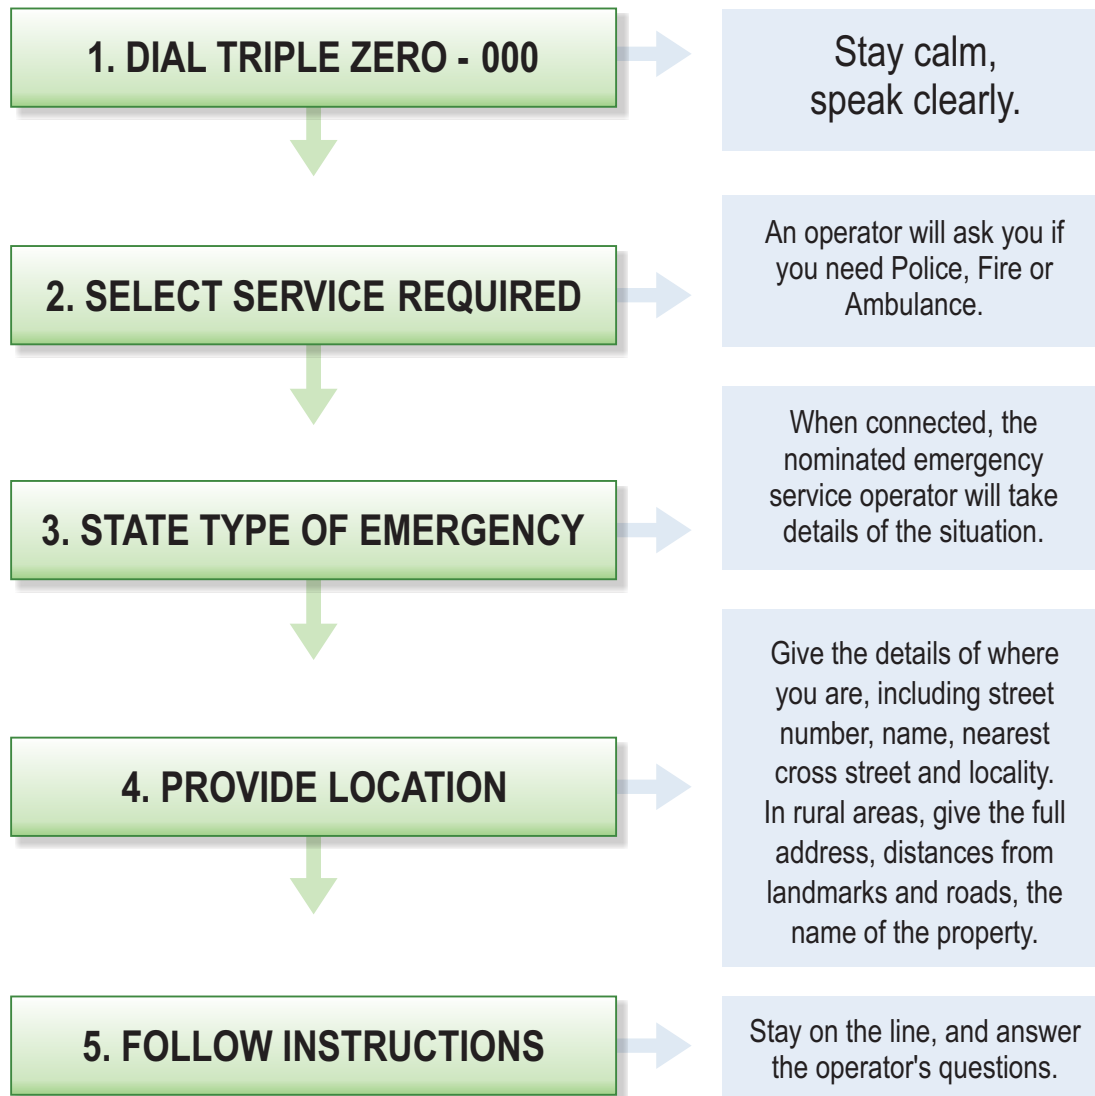 1. DIAL TRIPLE ZERO - 000
Stay calm,
speak clearly.
2. SELECT SERVICE REQUIRED
An operator will ask you if
you need Police, Fire or
Ambulance.
3. STATE TYPE OF EMERGENCY
When connected, the
nominated emergency
service operator will take
details of the situation.
4. PROVIDE LOCATION
Give the details of where
you are, including street
number, name, nearest
cross street and locality.
In rural areas, give the full
address, distances from
landmarks and roads, the
name of the property.
5. FOLLOW INSTRUCTIONS
Stay on the line, and answer
the operator's questions.